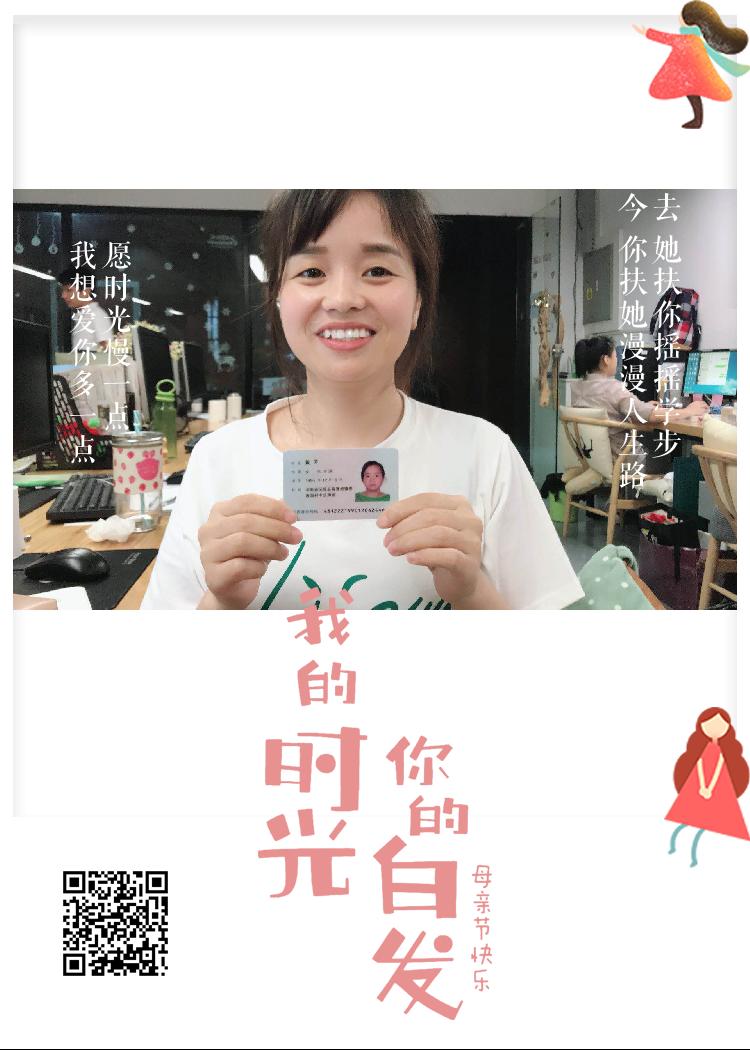 去 她扶你摇摇学步
今 你扶她漫漫人生路
愿时光慢一点
我想爱你多一点
我的时光
你的白发
母亲节快乐